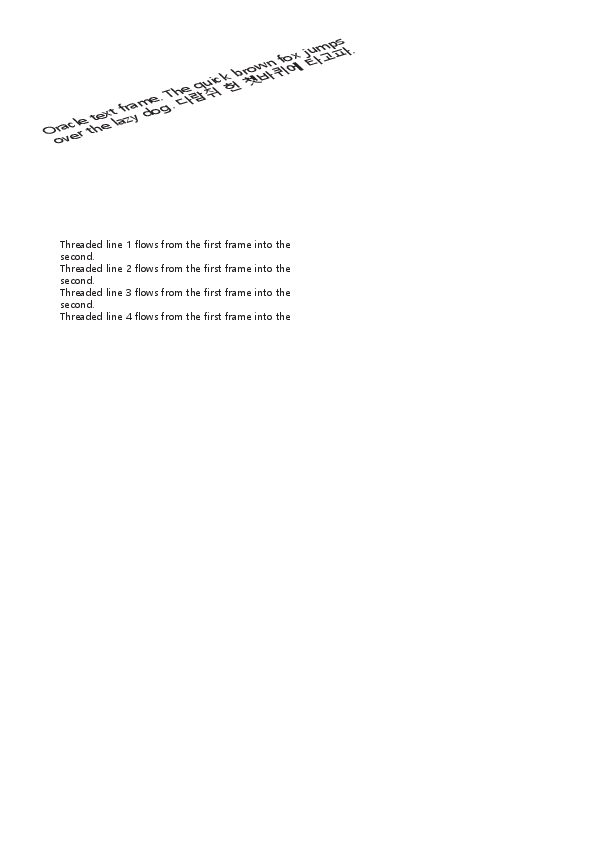 Oracle text frame. The quick brown fox jumps
over the lazy dog. 다람쥐 헌 쳇바퀴에 타고파.
Threaded line 1 flows from the first frame into the
second.
Threaded line 2 flows from the first frame into the
second.
Threaded line 3 flows from the first frame into the
second.
Threaded line 4 flows from the first frame into the